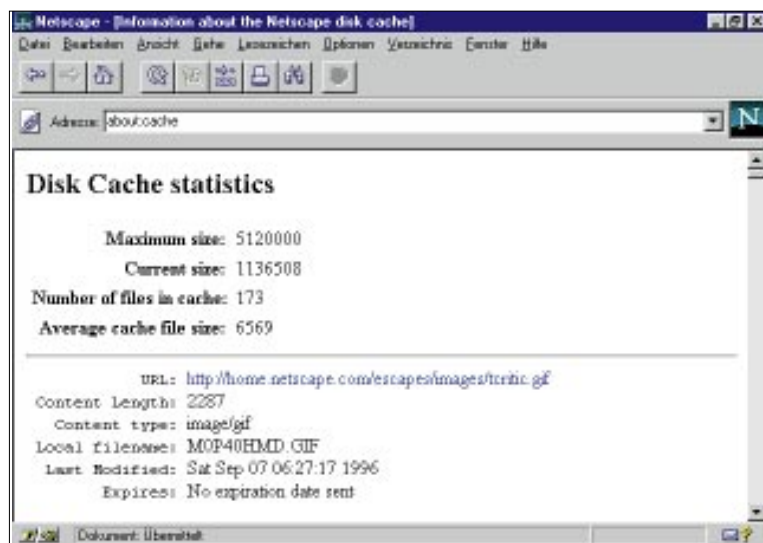 Netscape - [Information about the Netscape disk cache]
Datei Bearbeiten Ansicht Gehe Lesezeichen Optionen Verzeichnis Fenster Hilfe
Adresse: about:cache
N
Disk Cache statistics
Maximum size: 5120000
Current size: 1136508
Number of files in cache: 173
Average cache file size: 6569
URL: http://home.netscape.com/escapes/images/tcritic.gif
Content Length: 2287
Content type: image/gif
Local filename: M0P40HMD.GIF
Last Modified: Sat Sep 07 06:27:17 1996
Expires: No expiration date sent
Dokument: Übermittelt